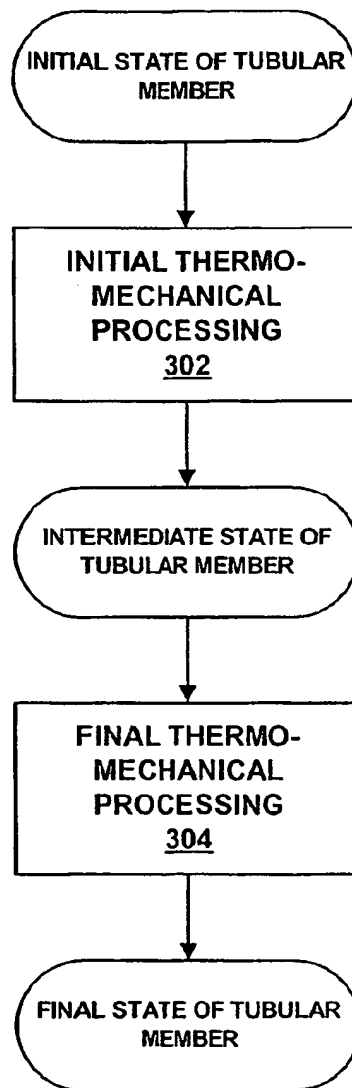 INITIAL STATE OF TUBULAR
MEMBER
INITIAL THERMO-
MECHANICAL
PROCESSING
302
INTERMEDIATE STATE OF
TUBULAR MEMBER
FINAL THERMO-
MECHANICAL
PROCESSING
304
FINAL STATE OF TUBULAR
MEMBER